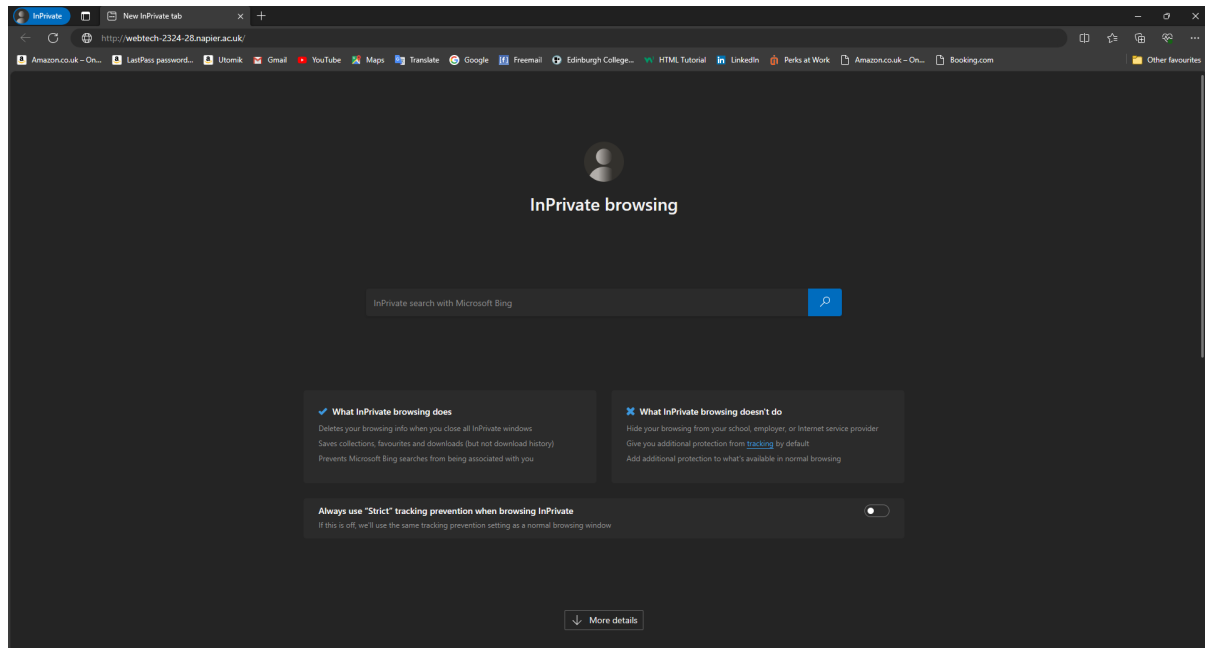 InPrivate New InPrivate tab
http://webtech-2324-28.napier.ac.uk/
Amazon.co.uk – On... LastPass password... Utomik Gmail YouTube Maps Translate Google Freemail Edinburgh College... HTML Tutorial LinkedIn Perks at Work Amazon.co.uk – On... Booking.com Other favourites
InPrivate browsing
InPrivate search with Microsoft Bing
What InPrivate browsing does
Deletes your browsing info when you close all InPrivate windows
Saves collections, favourites and downloads (but not download history)
Prevents Microsoft Bing searches from being associated with you
What InPrivate browsing doesn't do
Hide your browsing from your school, employer, or Internet service provider
Give you additional protection from tracking by default
Add additional protection to what's available in normal browsing
Always use "Strict" tracking prevention when browsing InPrivate
If this is off, we'll use the same tracking prevention setting as a normal browsing window
More details